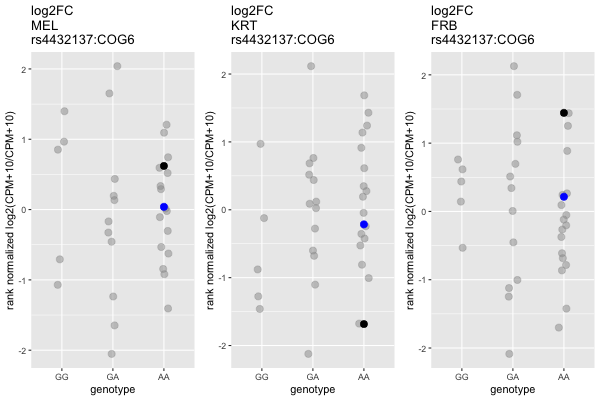 log2FC
MEL
rs4432137:COG6
rank normalized log2(CPM+10/CPM+10)
2
1
0
-1
-2
GG GA AA
genotype
log2FC
KRT
rs4432137:COG6
rank normalized log2(CPM+10/CPM+10)
2
1
0
-1
-2
GG GA AA
genotype
log2FC
FRB
rs4432137:COG6
rank normalized log2(CPM+10/CPM+10)
2
1
0
-1
-2
GG GA AA
genotype